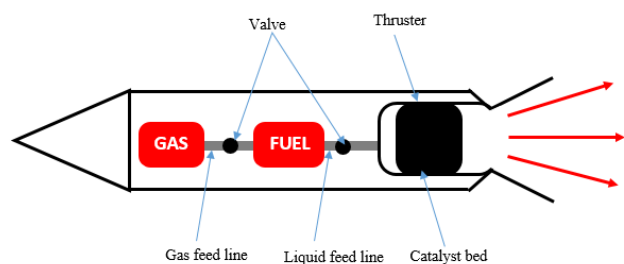 Thruster
Valve
GAS
FUEL
Gas feed line
Liquid feed line
Catalyst bed